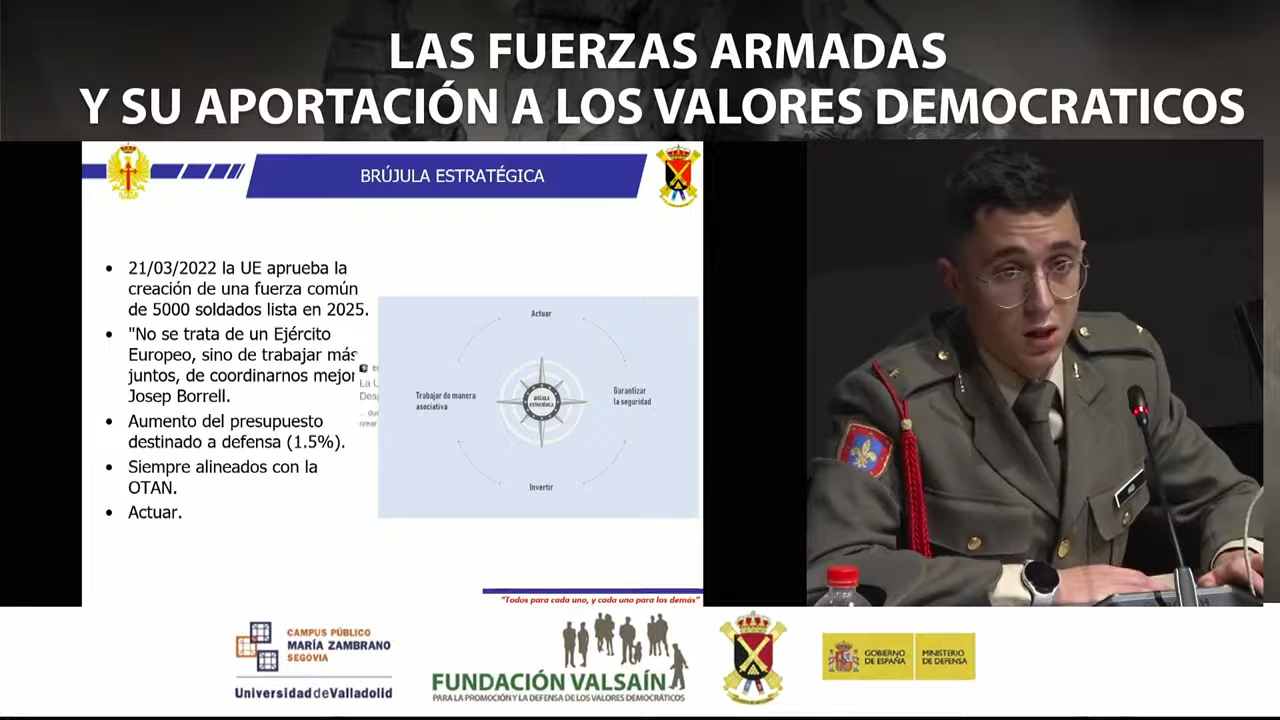 LAS FUERZAS ARMADAS
Y SU APORTACIÓN A LOS VALORES DEMOCRATICOS
BRÚJULA ESTRATÉGICA
• 21/03/2022 la UE aprueba la
creación de una fuerza común
de 5000 soldados lista en 2025.
• "No se trata de un Ejército
Europeo, sino de trabajar más
juntos, de coordinarnos mejor
Josep Borrell.
• Aumento del presupuesto
destinado a defensa (1.5%).
• Siempre alineados con la
OTAN.
• Actuar.
Actuar
Trabajar de manera
asociativa
BRÚJULA
ESTRATÉGICA
Garantizar
la seguridad
Invertir
"Todos para cada uno, y cada uno para los demás"
CAMPUS PÚBLICO
MARÍA ZAMBRANO
SEGOVIA
Universidad de Valladolid
FUNDACIÓN VALSAÍN
PARA LA PROMOCIÓN Y LA DEFENSA DE LOS VALORES DEMOCRÁTICOS
GOBIERNO
DE ESPAÑA
MINISTERIO
DE DEFENSA